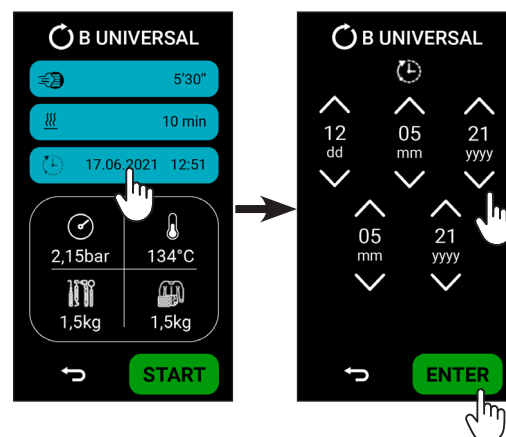 B UNIVERSAL
5'30"
10 min
17.06.2021 12:51
2,15bar 134°C
1,5kg 1,5kg
START
B UNIVERSAL
12 05 21
dd mm yyyy
05 21
mm yyyy
ENTER